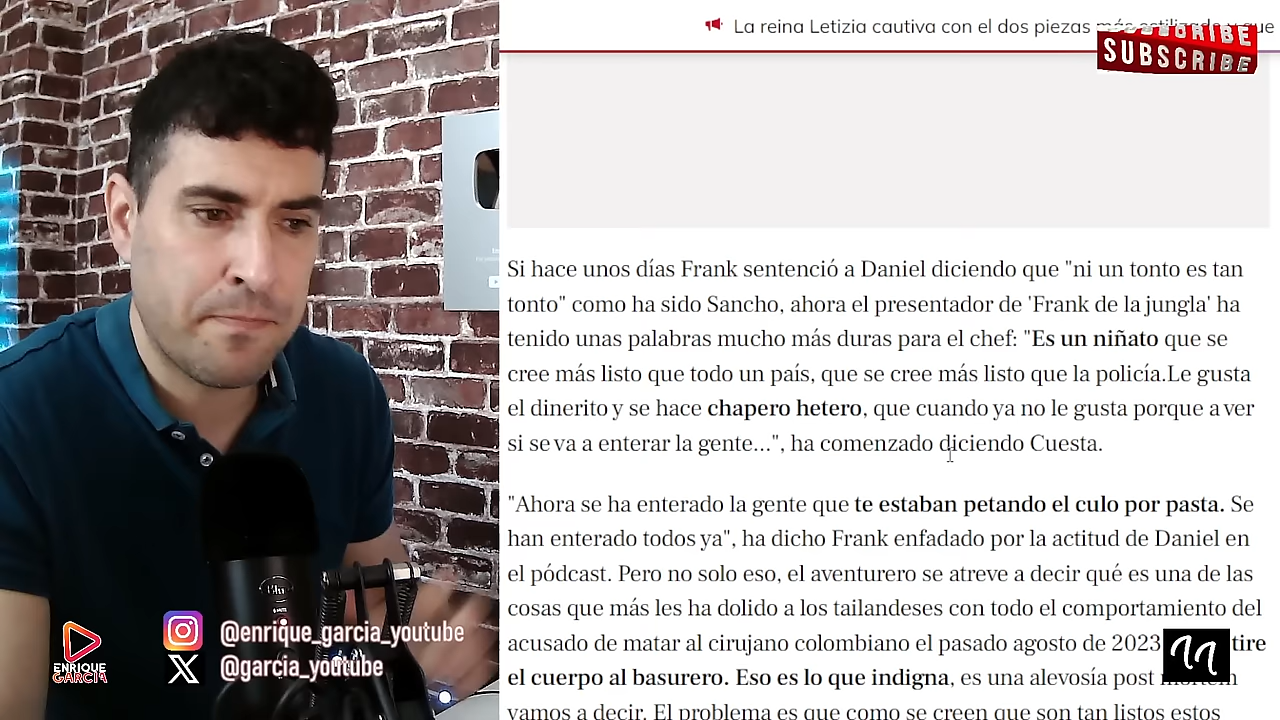 La reina Letizia cautiva con el dos piezas más estilizado y que
SUBSCRIBE
SUBSCRIBE
Si hace unos días Frank sentenció a Daniel diciendo que "ni un tonto es tan
tonto" como ha sido Sancho, ahora el presentador de 'Frank de la jungla' ha
tenido unas palabras mucho más duras para el chef: "Es un niñato que se
cree más listo que todo un país, que se cree más listo que la policía.Le gusta
el dinerito y se hace chapero hetero, que cuando ya no le gusta porque a ver
si se va a enterar la gente...", ha comenzado diciendo Cuesta.
"Ahora se ha enterado la gente que te estaban petando el culo por pasta. Se
han enterado todos ya", ha dicho Frank enfadado por la actitud de Daniel en
el pódcast. Pero no solo eso, el aventurero se atreve a decir qué es una de las
cosas que más les ha dolido a los tailandeses con todo el comportamiento del
acusado de matar al cirujano colombiano el pasado agosto de 2023 tire
el cuerpo al basurero. Eso es lo que indigna, es una alevosía post mortem
vamos a decir. El problema es que como se creen que son tan listos estos
Blue
ENRIQUE
GARCIA
@enrique_garcia_youtube
@garcia_youtube